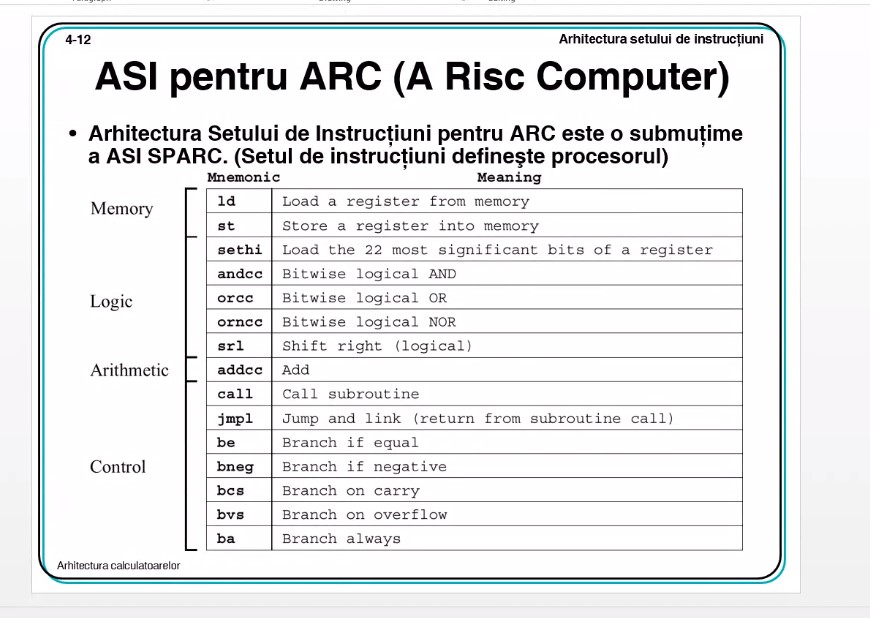 4-12 Arhitectura setului de instrucțiuni
ASI pentru ARC (A Risc Computer)
• Arhitectura Setului de Instrucțiuni pentru ARC este o submuțime
a ASI SPARC. (Setul de instrucțiuni definește procesorul)
Mnemonic Meaning
Memory
ld Load a register from memory
st Store a register into memory
Logic
sethi Load the 22 most significant bits of a register
andcc Bitwise logical AND
orcc Bitwise logical OR
orncc Bitwise logical NOR
srl Shift right (logical)
Arithmetic
addcc Add
Control
call Call subroutine
jmpl Jump and link (return from subroutine call)
be Branch if equal
bneg Branch if negative
bcs Branch on carry
bvs Branch on overflow
ba Branch always
Arhitectura calculatoarelor